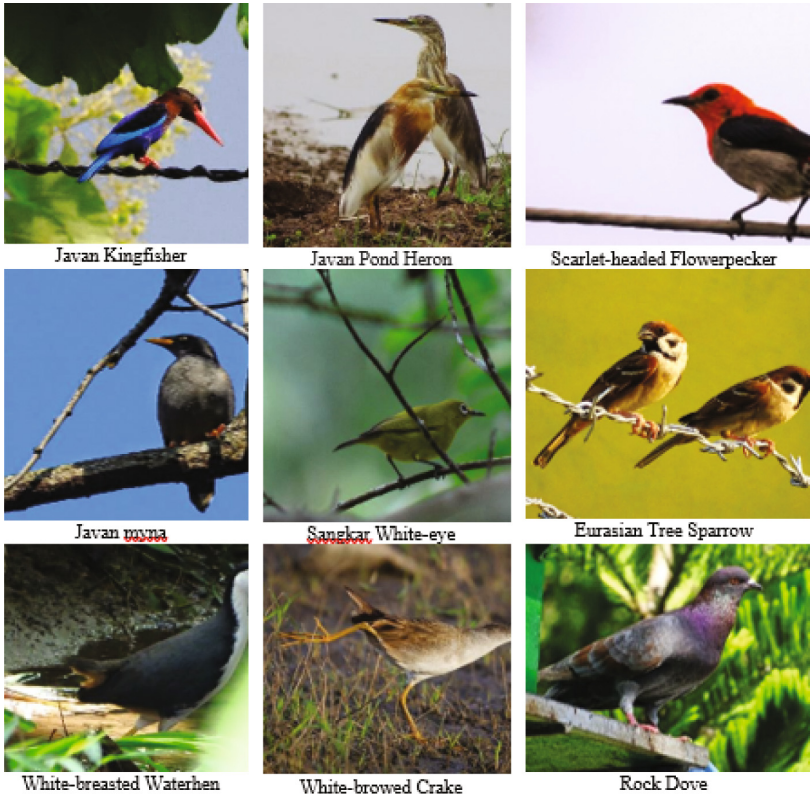 Javan Kingfisher
Javan Pond Heron
Scarlet-headed Flowerpecker
Javan myna
Sangkar White-eye
Eurasian Tree Sparrow
White-breasted Waterhen
White-browed Crake
Rock Dove